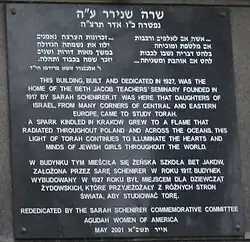 שרה שנירר ע"ה
נפטרה כ"ו אדר תרצ"ה
THIS BUILDING, BUILT AND DEDICATED IN 1927, WAS THE
HOME OF THE BETH JACOB TEACHERS' SEMINARY FOUNDED IN
1917 BY SARAH SCHENIRER. IT WAS HERE THAT DAUGHTERS OF
ISRAEL, FROM MANY CORNERS OF CENTRAL AND EASTERN
EUROPE, CAME TO STUDY TORAH.
A SPARK KINDLED IN KRAKOW GREW TO A FLAME THAT
RADIATED THROUGHOUT POLAND AND ACROSS THE OCEANS. THIS
LIGHT OF TORAH CONTINUES TO ILLUMINATE THE HEARTS AND
MINDS OF JEWISH GIRLS THROUGHOUT THE WORLD.
W BUDYNKU TYM MIEŚCIŁA SIĘ ŻEŃSKA SZKOŁA BET JAKOW,
ZAŁOŻONA PRZEZ SARĘ SCHENIRER W ROKU 1917. BUDYNEK
WYBUDOWANY W 1927 ROKU BYŁ MIEJSCEM DLA DZIEWCZĄT
ŻYDOWSKICH, KTÓRE PRZYJEŻDŻAŁY Z RÓŻNYCH STRON
ŚWIATA, ABY STUDIOWAĆ TORĘ.
REDEDICATED BY THE SARAH SCHENIRER COMMEMORATIVE COMMITTEE
AGUDAH WOMEN OF AMERICA
MAY 2001 אייר תשס"א